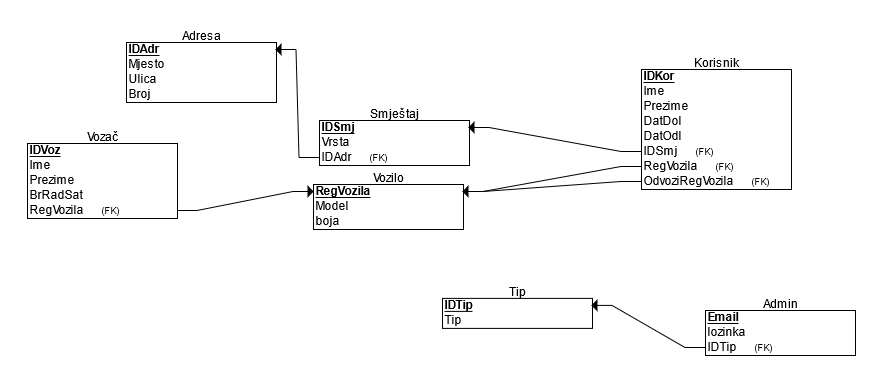 Adresa
IDAdr
Mjesto
Ulica
Broj
Korisnik
IDKor
Ime
Prezime
DatDol
DatOdl
IDSmj (FK)
RegVozila (FK)
OdvoziRegVozila (FK)
Smještaj
IDSmj
Vrsta
IDAdr (FK)
Vozač
IDVoz
Ime
Prezime
BrRadSat
RegVozila (FK)
Vozilo
RegVozila
Model
boja
Tip
IDTip
Tip
Admin
Email
lozinka
IDTip (FK)